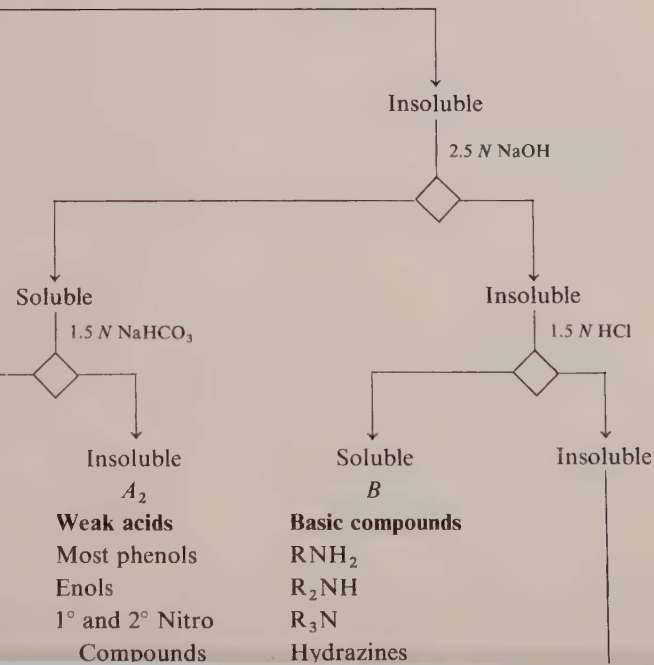 Insoluble
2.5 N NaOH
Soluble
Insoluble
1.5 N NaHCO₃
1.5 N HCl
Insoluble
Soluble
Insoluble
A₂
B
Weak acids
Basic compounds
Most phenols
RNH₂
Enols
R₂NH
1° and 2° Nitro
R₃N
Compounds
Hydrazines